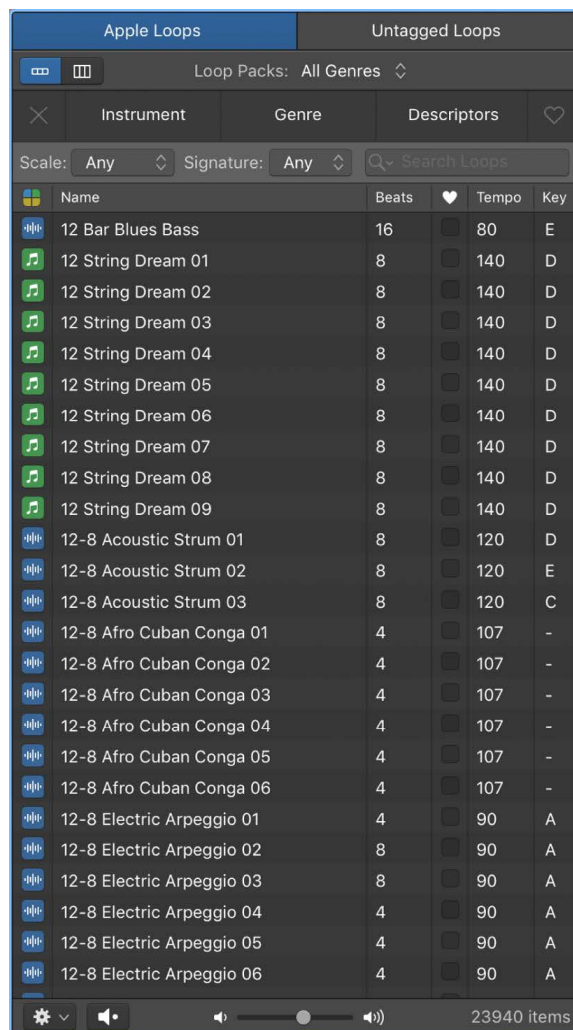 Apple Loops Untagged Loops
Loop Packs: All Genres
Instrument Genre Descriptors
Scale: Any Signature: Any Search Loops
Name Beats Tempo Key
12 Bar Blues Bass 16 80 E
12 String Dream 01 8 140 D
12 String Dream 02 8 140 D
12 String Dream 03 8 140 D
12 String Dream 04 8 140 D
12 String Dream 05 8 140 D
12 String Dream 06 8 140 D
12 String Dream 07 8 140 D
12 String Dream 08 8 140 D
12 String Dream 09 8 140 D
12-8 Acoustic Strum 01 8 120 D
12-8 Acoustic Strum 02 8 120 E
12-8 Acoustic Strum 03 8 120 C
12-8 Afro Cuban Conga 01 4 107 -
12-8 Afro Cuban Conga 02 4 107 -
12-8 Afro Cuban Conga 03 4 107 -
12-8 Afro Cuban Conga 04 4 107 -
12-8 Afro Cuban Conga 05 4 107 -
12-8 Afro Cuban Conga 06 4 107 -
12-8 Electric Arpeggio 01 4 90 A
12-8 Electric Arpeggio 02 8 90 A
12-8 Electric Arpeggio 03 8 90 A
12-8 Electric Arpeggio 04 4 90 A
12-8 Electric Arpeggio 05 4 90 A
12-8 Electric Arpeggio 06 4 90 A
23940 items